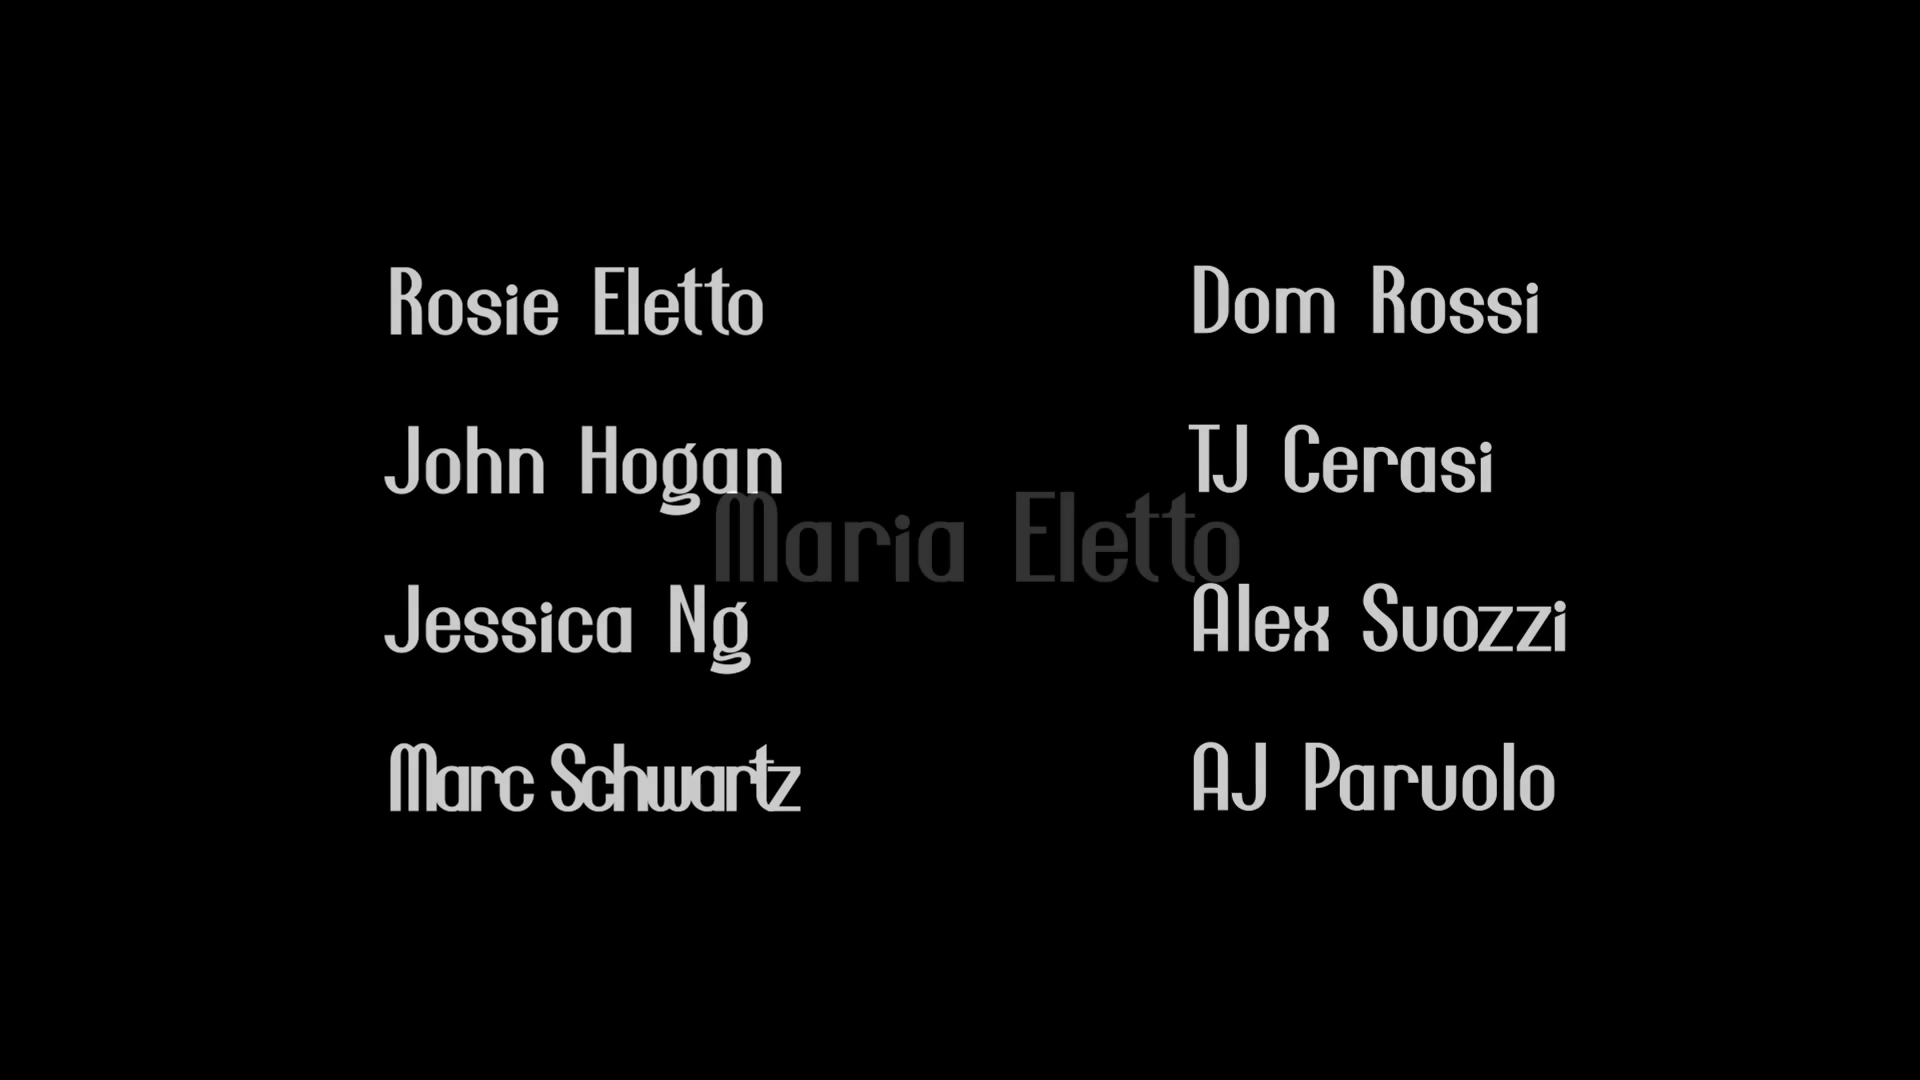 Rosie Eletto
Dom Rossi
John Hogan
TJ Cerasi
Maria Eletto
Jessica Ng
Alex Suozzi
Marc Schwartz
AJ Paruolo